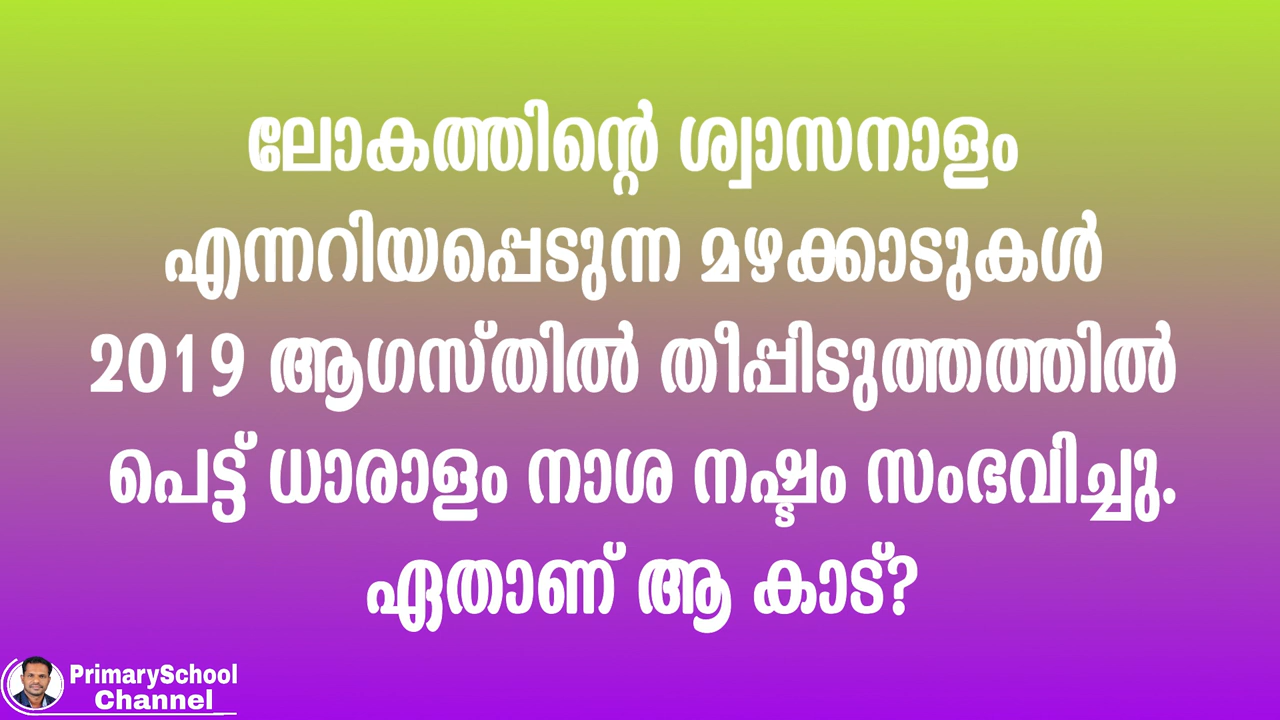 ലോകത്തിന്റെ ശ്വാസനാളം
എന്നറിയപ്പെടുന്ന മഴക്കാടുകൾ
2019 ആഗസ്തിൽ തീപ്പിടുത്തത്തിൽ
പെട്ട് ധാരാളം നാശ നഷ്ടം സംഭവിച്ചു.
ഏതാണ് ആ കാട്?
PrimarySchool
Channel